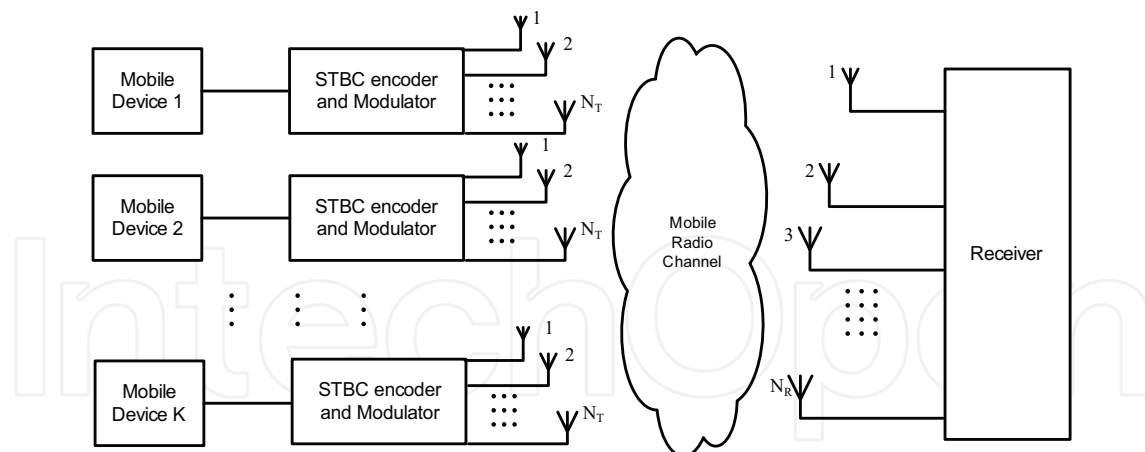 Mobile
Device 1
STBC encoder
and Modulator
1
2
N_T
Mobile
Device 2
STBC encoder
and Modulator
1
2
N_T
Mobile
Device K
STBC encoder
and Modulator
1
2
N_T
Mobile
Radio
Channel
1
2
3
N_R
Receiver
IntechOpen